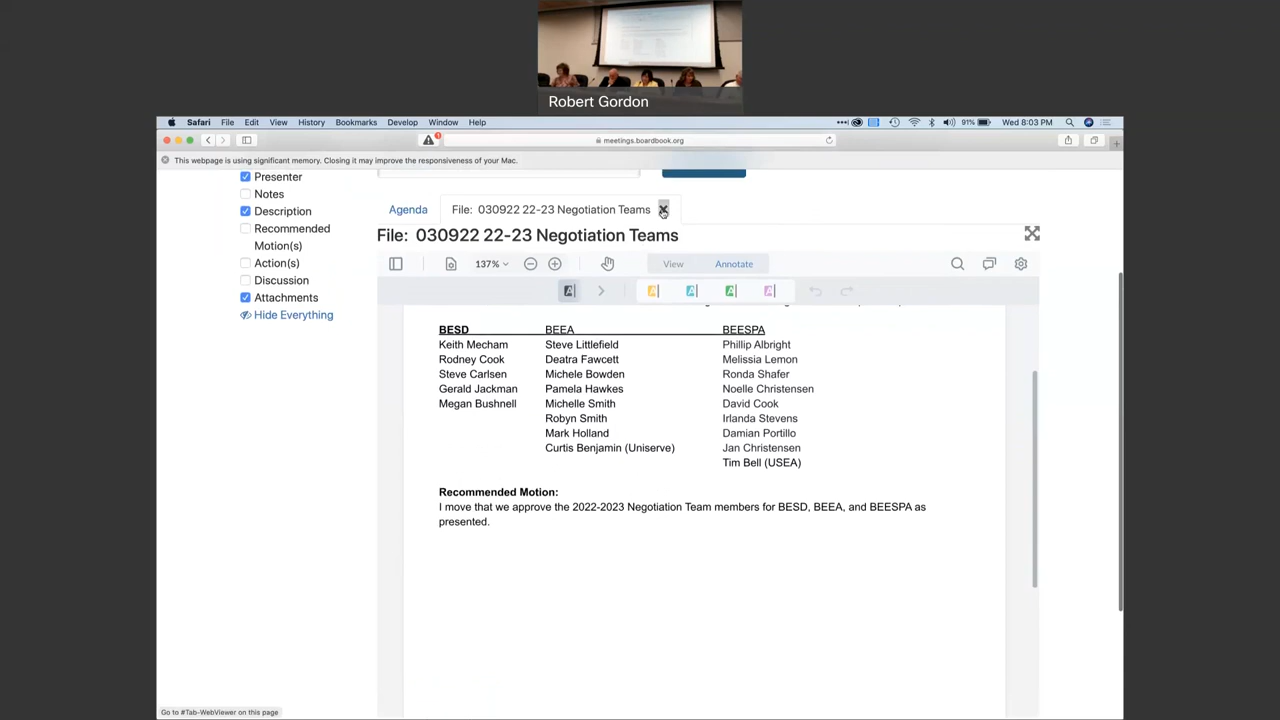 Robert Gordon
Safari File Edit View History Bookmarks Develop Window Help
91% Wed 8:03 PM
1
meetings.boardbook.org
This webpage is using significant memory. Closing it may improve the responsiveness of your Mac.
Presenter
Notes
Description
Recommended
Motion(s)
Action(s)
Discussion
Attachments
Hide Everything
Agenda
File: 030922 22-23 Negotiation Teams
File: 030922 22-23 Negotiation Teams
137%
View Annotate
BESD BEEA BEESPA
Keith Mecham Steve Littlefield Phillip Albright
Rodney Cook Deatra Fawcett Melissia Lemon
Steve Carlsen Michele Bowden Ronda Shafer
Gerald Jackman Pamela Hawkes Noelle Christensen
Megan Bushnell Michelle Smith David Cook
Robyn Smith Irlanda Stevens
Mark Holland Damian Portillo
Curtis Benjamin (Uniserve) Jan Christensen
Tim Bell (USEA)
Recommended Motion:
I move that we approve the 2022-2023 Negotiation Team members for BESD, BEEA, and BEESPA as
presented.
Go to #Tab-WebViewer on this page